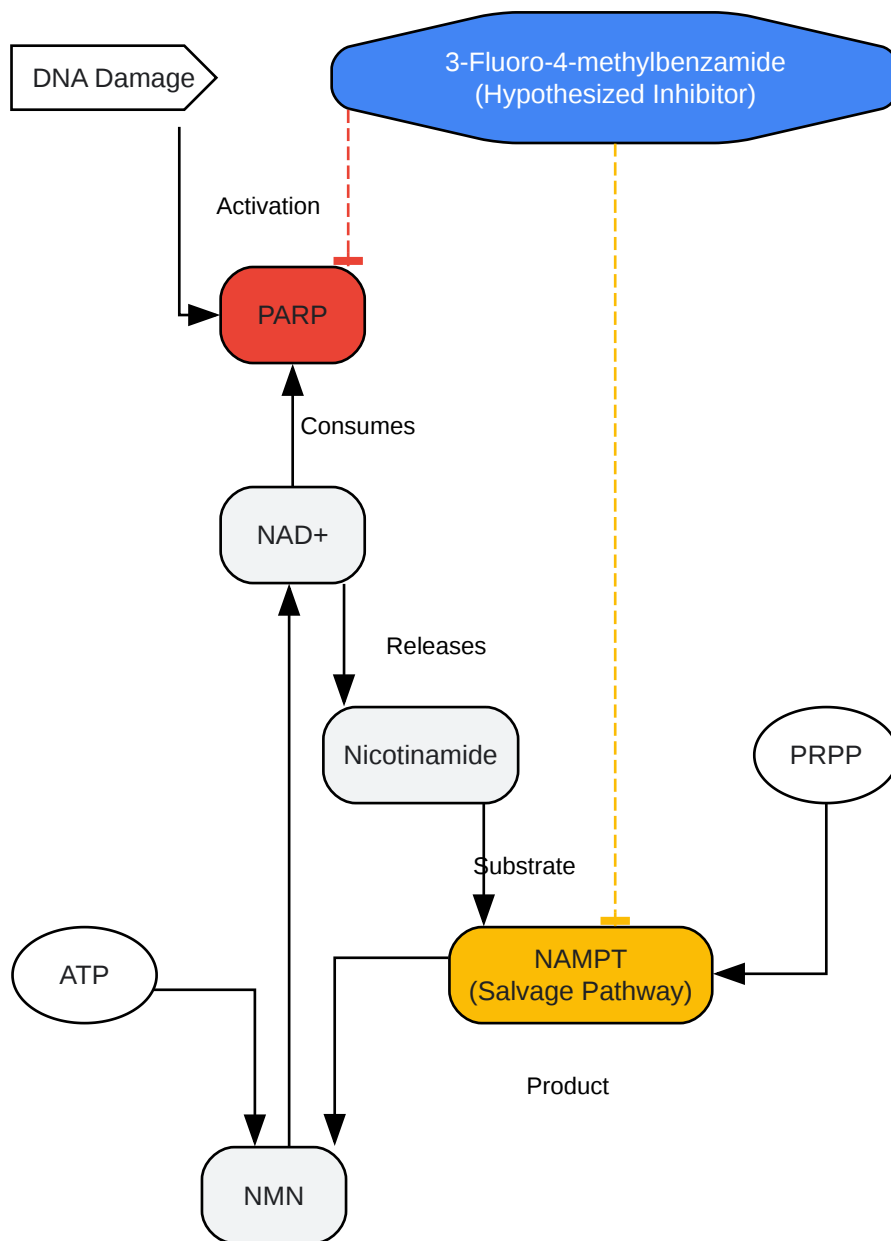 3-Fluoro-4-methylbenzamide
(Hypothesized Inhibitor)
DNA Damage
Activation
PARP
Consumes
NAD+
Releases
Nicotinamide
PRPP
Substrate
NAMPT
(Salvage Pathway)
ATP
Product
NMN